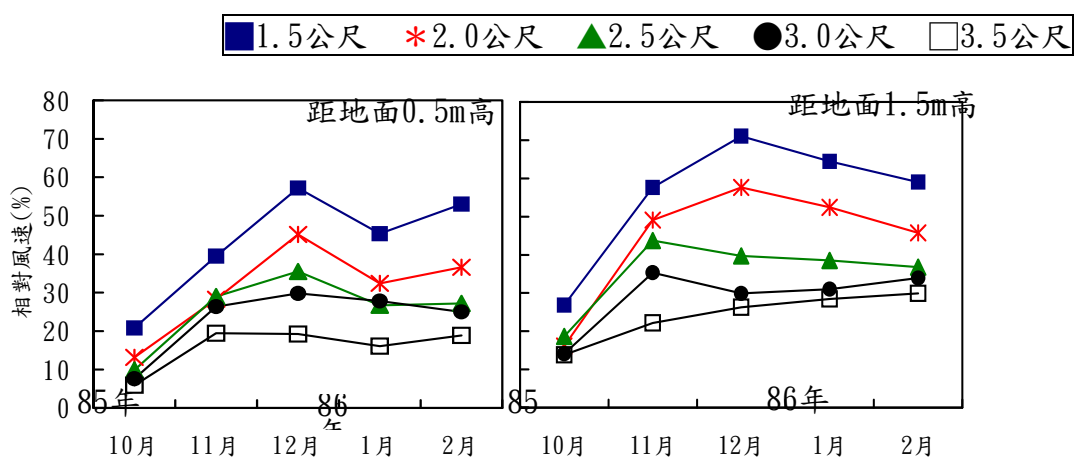 1.5公尺 2.0公尺 2.5公尺 3.0公尺 3.5公尺
距地面0.5m高
距地面1.5m高
相對風速(%)
80
70
60
50
40
30
20
10
0
85年
86年
85
86年
10月 11月 12月 1月 2月
10月 11月 12月 1月 2月